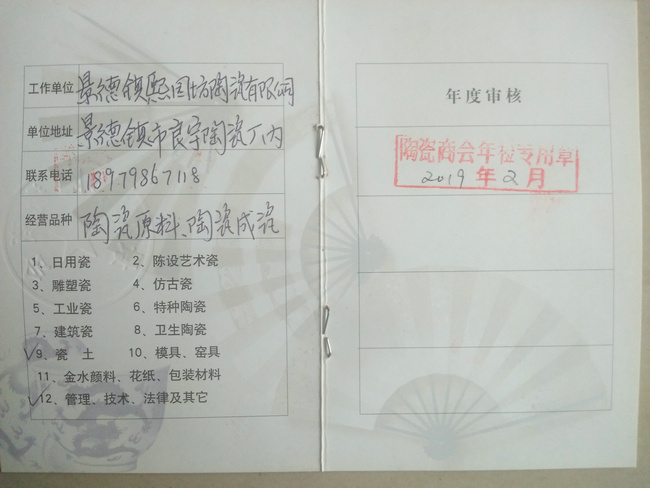 工作单位 景德镇熙回坊陶瓷有限公司
单位地址 景德镇市良字陶瓷厂内
联系电话 18979867118
经营品种 陶瓷原料、陶瓷成瓷
1、日用瓷 2、陈设艺术瓷
3、雕塑瓷 4、仿古瓷
5、工业瓷 6、特种陶瓷
7、建筑瓷 8、卫生陶瓷
✓9、瓷 土 10、模具、窑具
11、金水颜料、花纸、包装材料
✓12、管理、技术、法律及其它
年度审核
陶瓷商会年检专用章
2019年2月